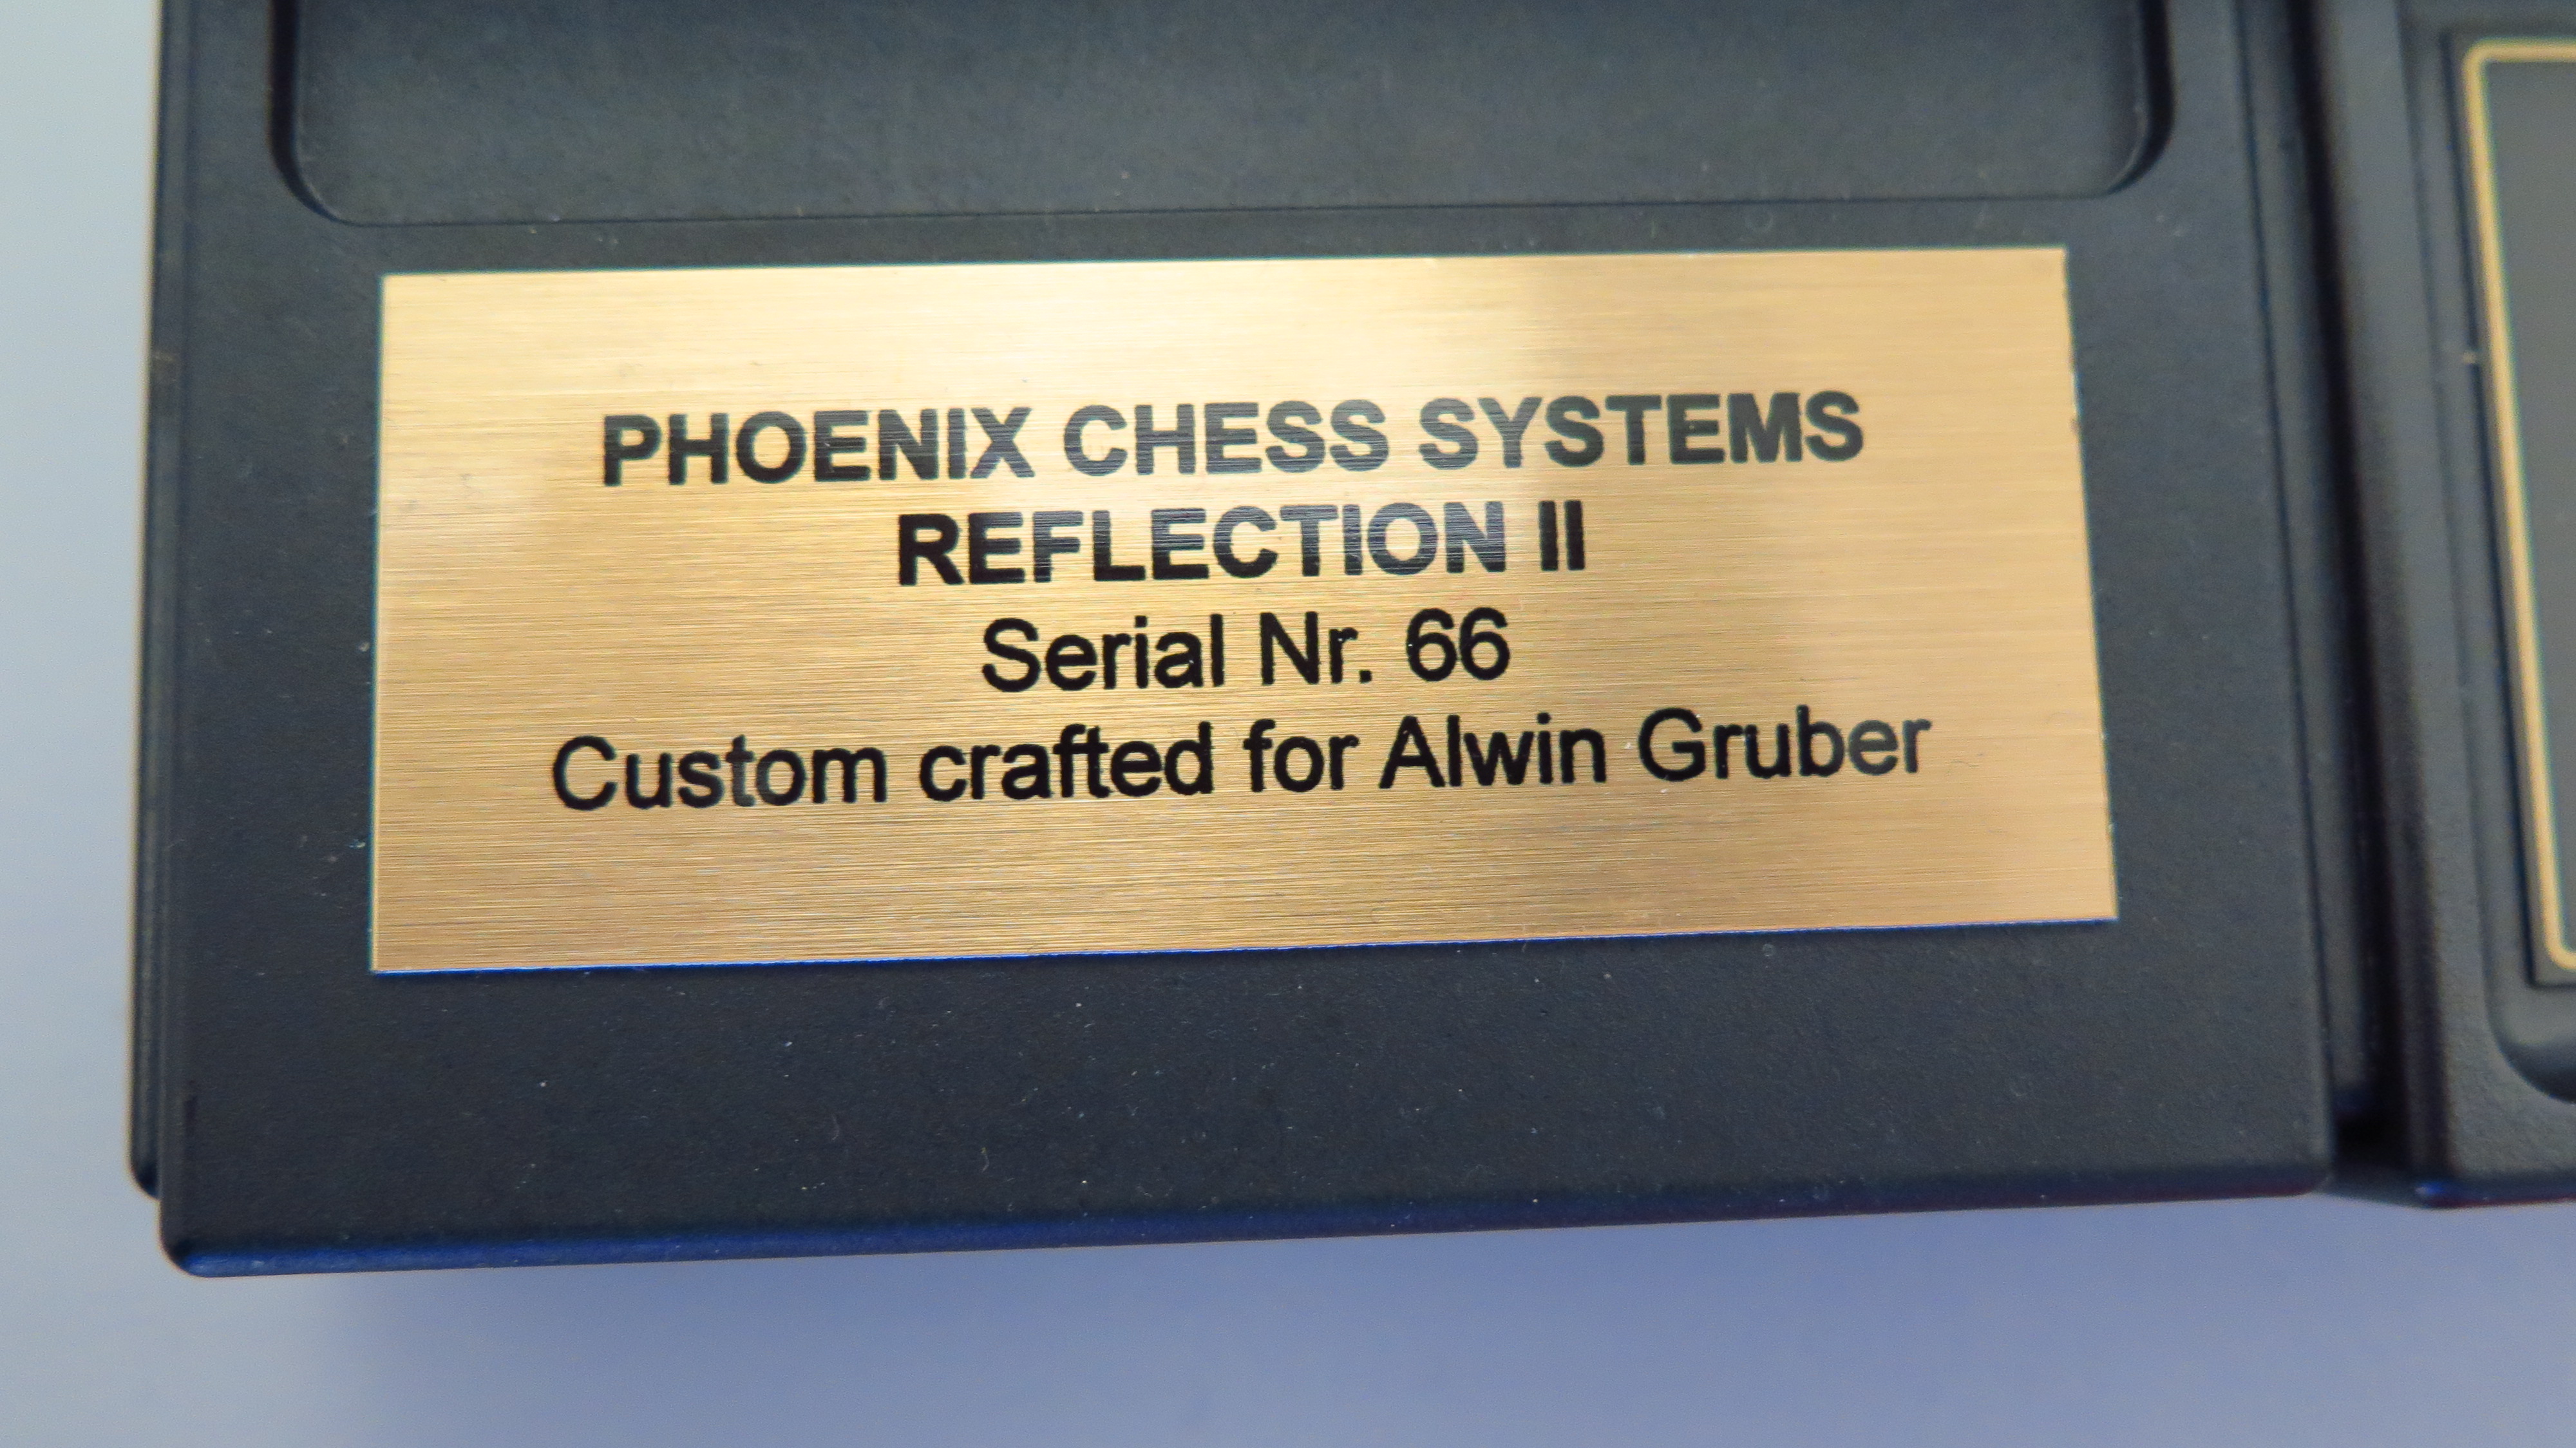 PHOENIX CHESS SYSTEMS
REFLECTION II
Serial Nr. 66
Custom crafted for Alwin Gruber